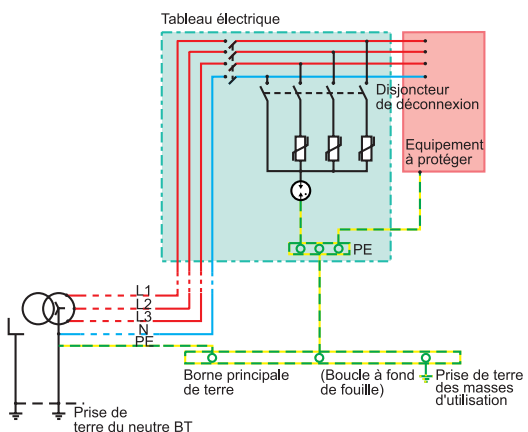 Tableau électrique
Disjoncteur
de déconnexion
Equipement
à protéger
PE
L1
L2
L3
N
PE
Borne principale
de terre
(Boucle à fond
de fouille)
Prise de terre
des masses
d'utilisation
Prise de
terre du neutre BT